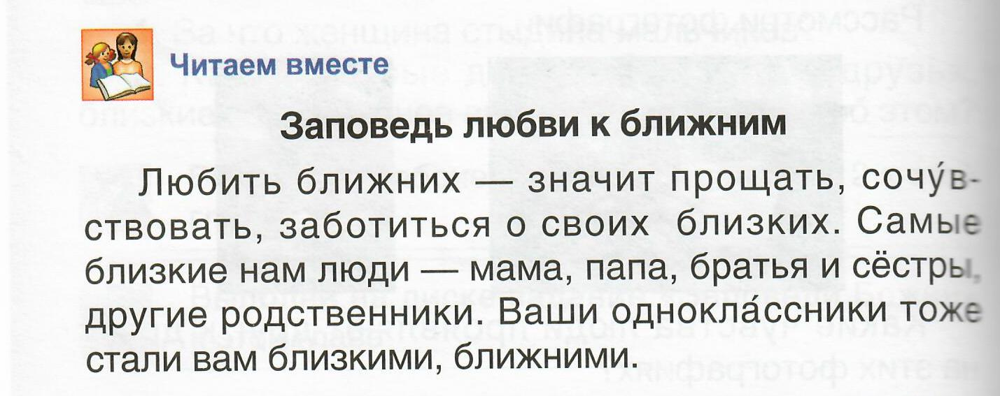 Читаем вместе
Заповедь любви к ближним
Любить ближних — значит прощать, сочу́в-
ствовать, заботиться о своих близких. Самые
близкие нам люди — мама, папа, братья и сёстры,
другие родственники. Ваши однокла́ссники тоже
стали вам близкими, ближними.